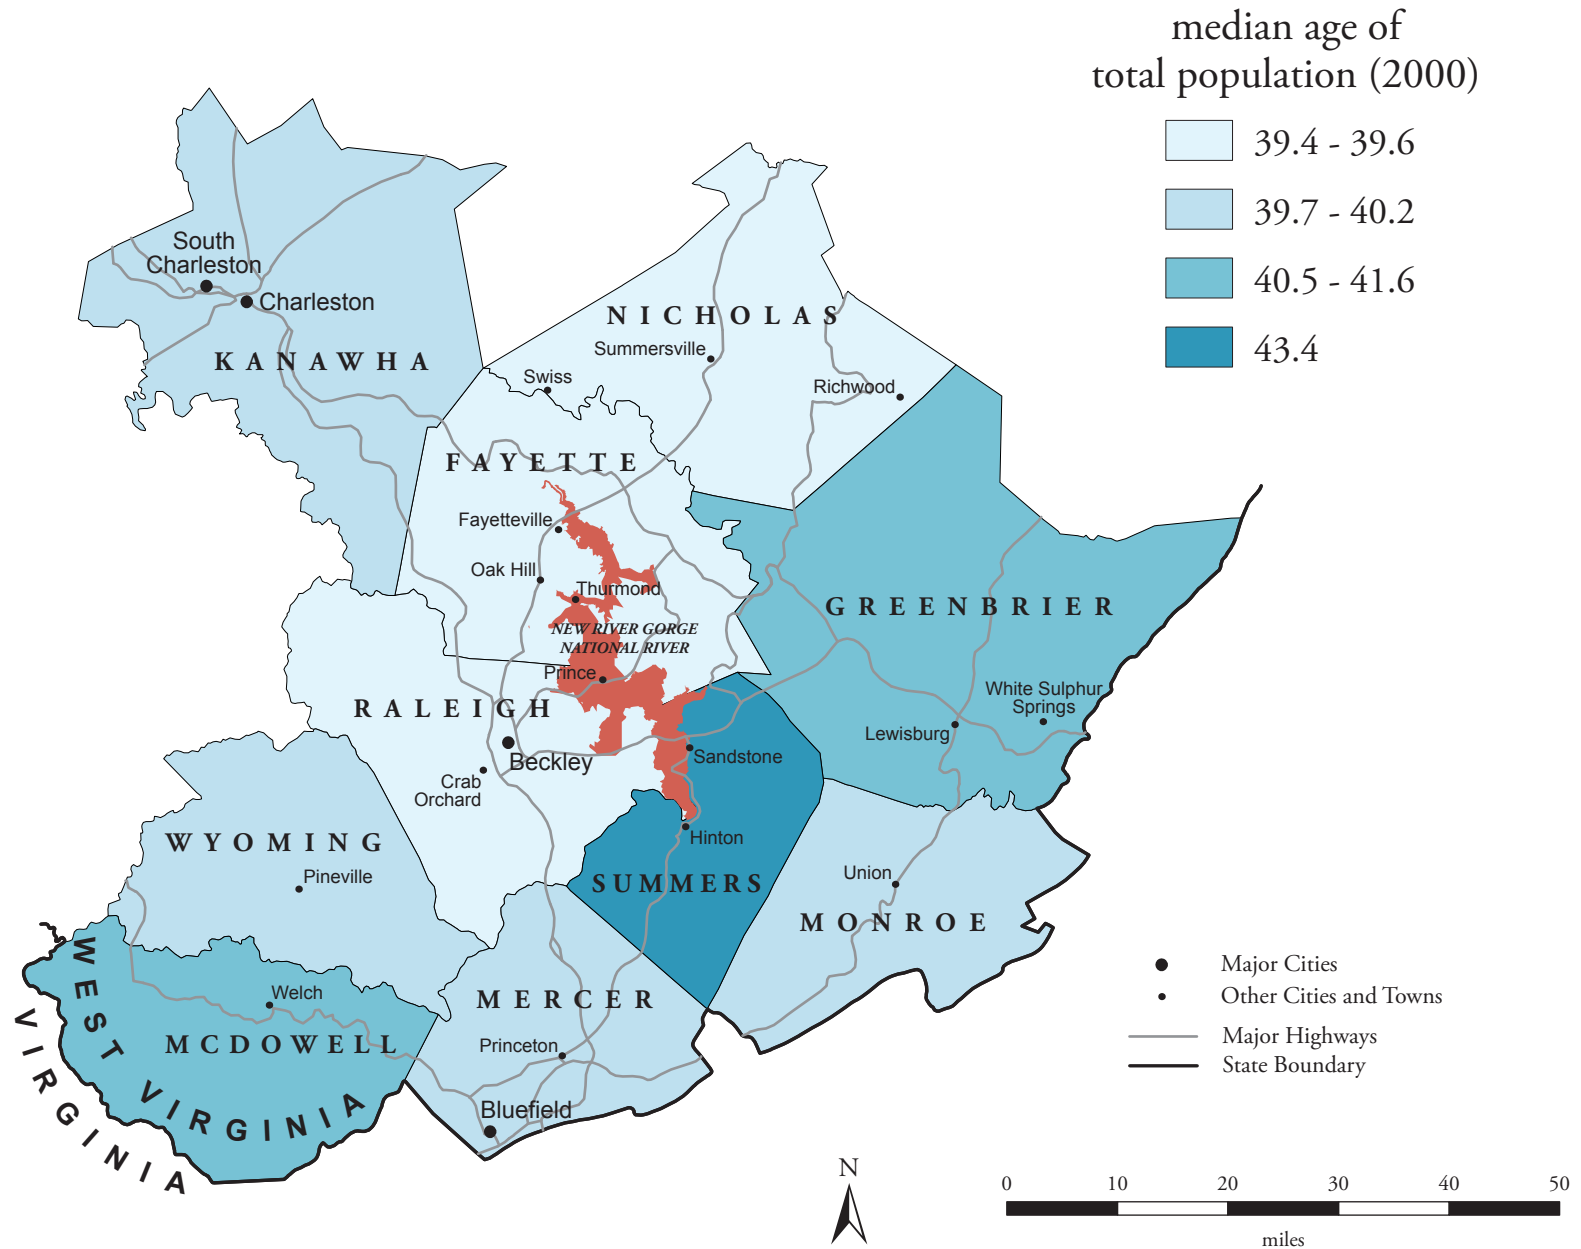 median age of
total population (2000)
39.4 - 39.6
39.7 - 40.2
40.5 - 41.6
43.4
South
Charleston
Charleston
KANAWHA
NICHOLAS
Summersville
Swiss
Richwood
FAYETTE
Fayetteville
Oak Hill
Thurmond
NEW RIVER GORGE
NATIONAL RIVER
Prince
GREENBRIER
White Sulphur
Springs
Lewisburg
RALEIGH
Beckley
Crab
Orchard
Sandstone
Hinton
SUMMERS
WYOMING
Pineville
Union
MONROE
WEST VIRGINIA
VIRGINIA
Welch
MCDOWELL
MERCER
Princeton
Bluefield
Major Cities
Other Cities and Towns
Major Highways
State Boundary
N
0 10 20 30 40 50
miles